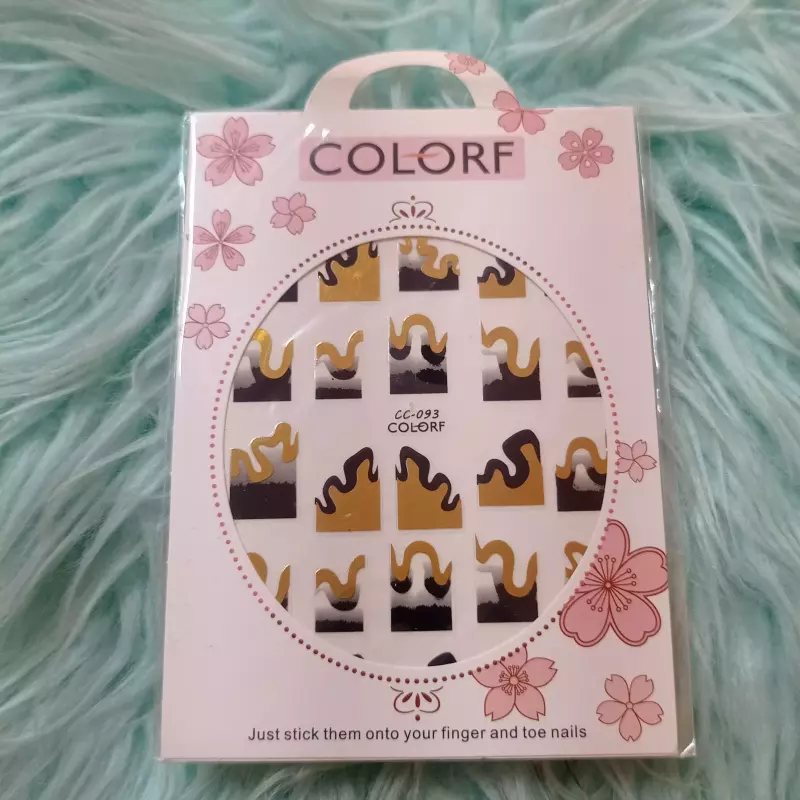 COLORF
CC-093
COLORF
Just stick them onto your finger and toe nails